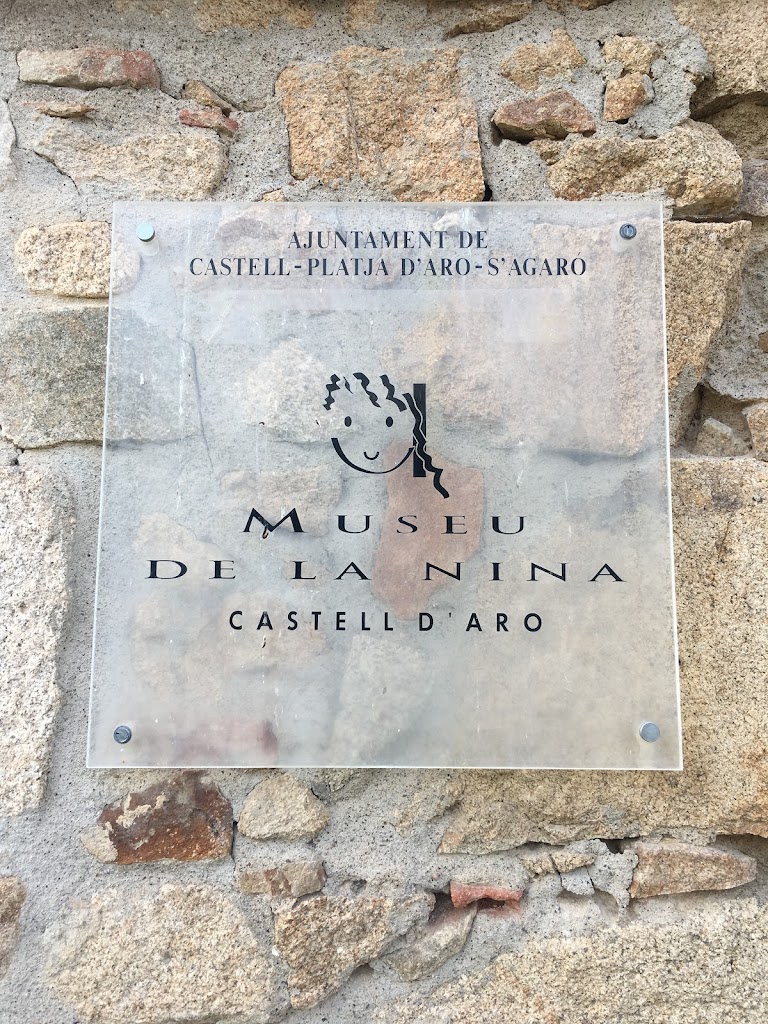 AJUNTAMENT DE
CASTELL-PLATJA D'ARO-S'AGARÓ
MUSEU
DE LA NINA
CASTELL D'ARO